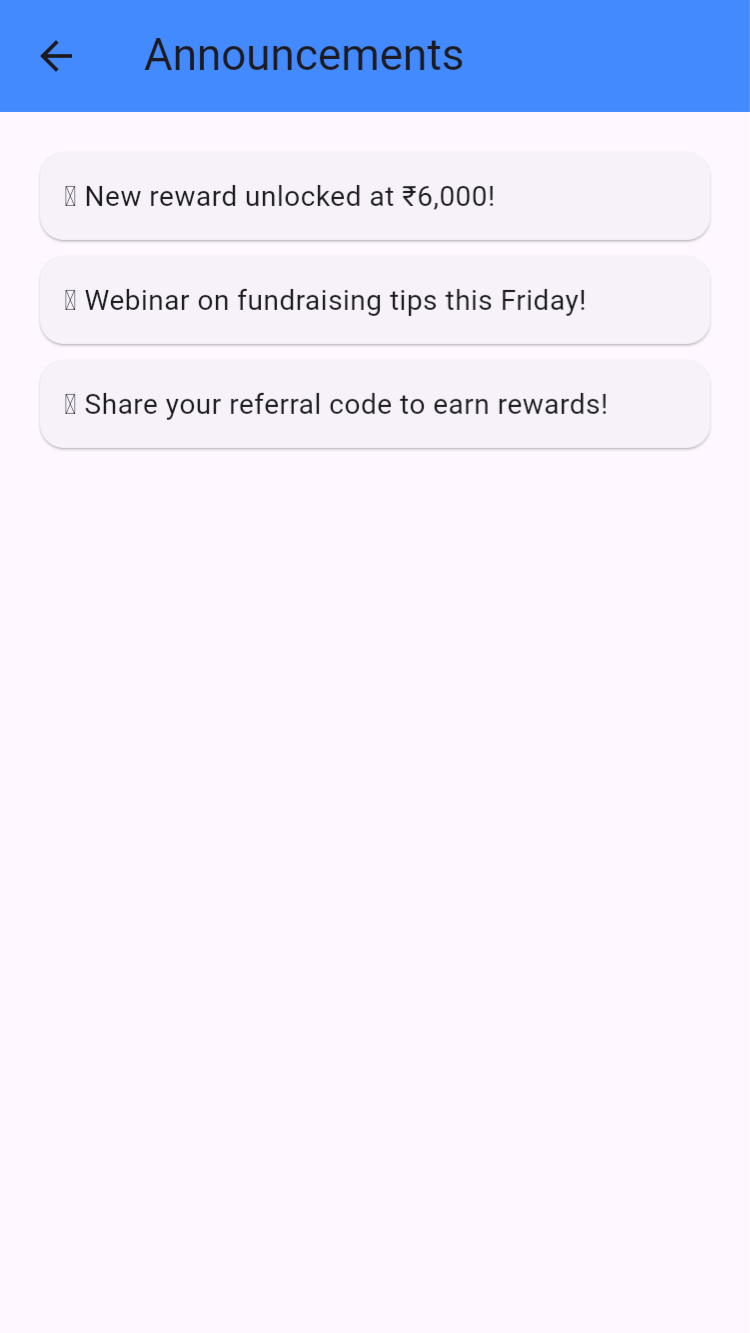 Announcements
New reward unlocked at ₹6,000!
Webinar on fundraising tips this Friday!
Share your referral code to earn rewards!